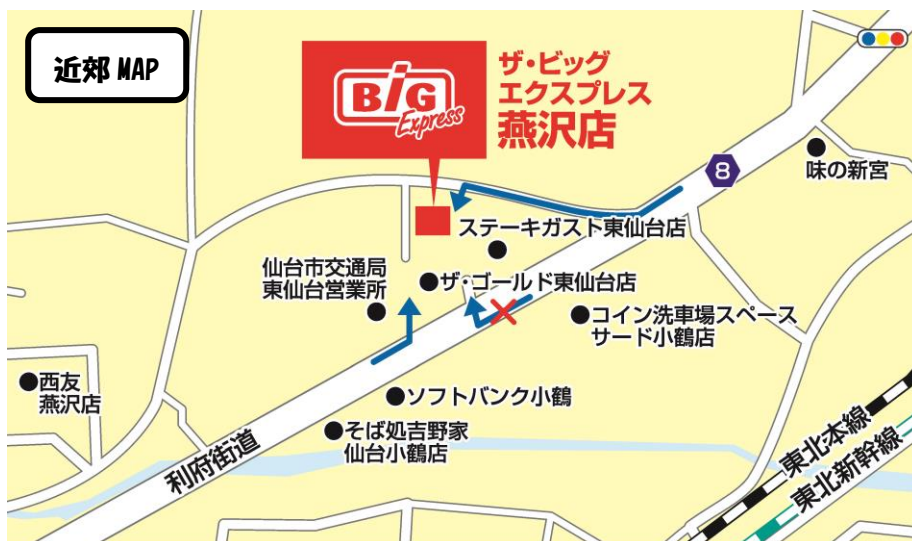 近郊 MAP
BiG
Express
ザ・ビッグ
エクスプレス
燕沢店
8
味の新宮
ステーキガスト東仙台店
仙台市交通局
東仙台営業所
ザ・ゴールド東仙台店
コイン洗車場スペース
サード小鶴店
西友
燕沢店
ソフトバンク小鶴
そば処吉野家
仙台小鶴店
利府街道
東北本線
東北新幹線